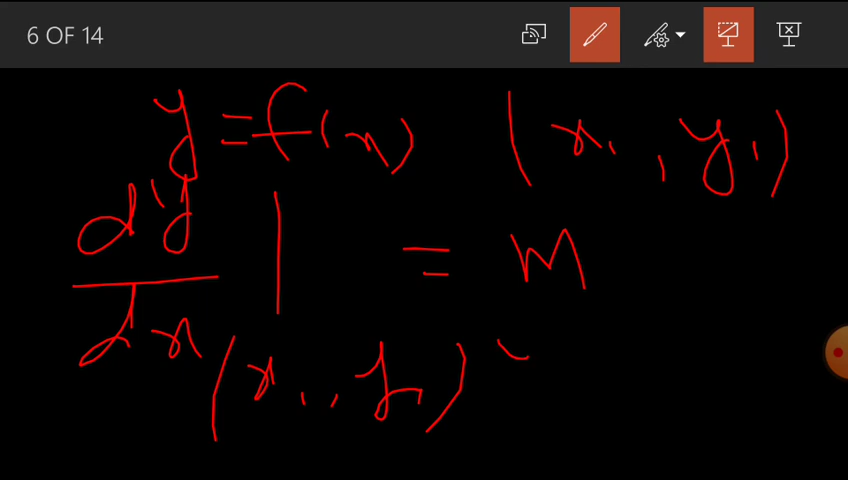 6 OF 14
y = f(x) (x₁, y₁)
dy/dx | (x₁, y₁) = m